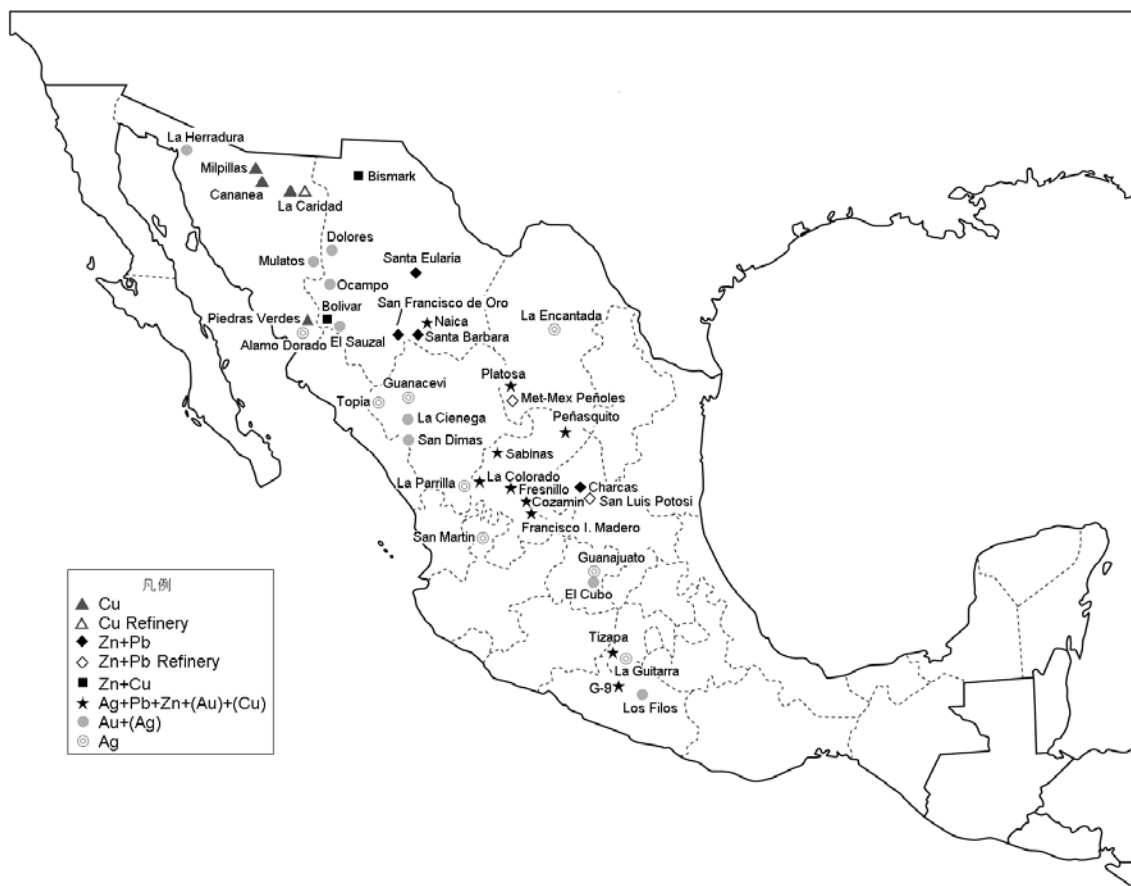 La Herradura
Milpillas
Cananea
La Caridad
Bismark
Dolores
Mulatos
Santa Eularia
Ocampo
San Francisco de Oro
Bolivar
Piedras Verdes
Naica
La Encantada
Alamo Dorado
El Sauzal
Santa Barbara
Platosa
Guanacevi
Topia
Met-Mex Peñoles
La Cienega
Peñasquito
San Dimas
Sabinas
La Parrilla
La Colorado
Fresnillo
Charcas
Cozamin
San Luis Potosi
Francisco I. Madero
San Martin
Guanajuato
El Cubo
Tizapa
La Guitarra
G-9
Los Filos
凡例
Cu
Cu Refinery
Zn+Pb
Zn+Pb Refinery
Zn+Cu
Ag+Pb+Zn+(Au)+(Cu)
Au+(Ag)
Ag